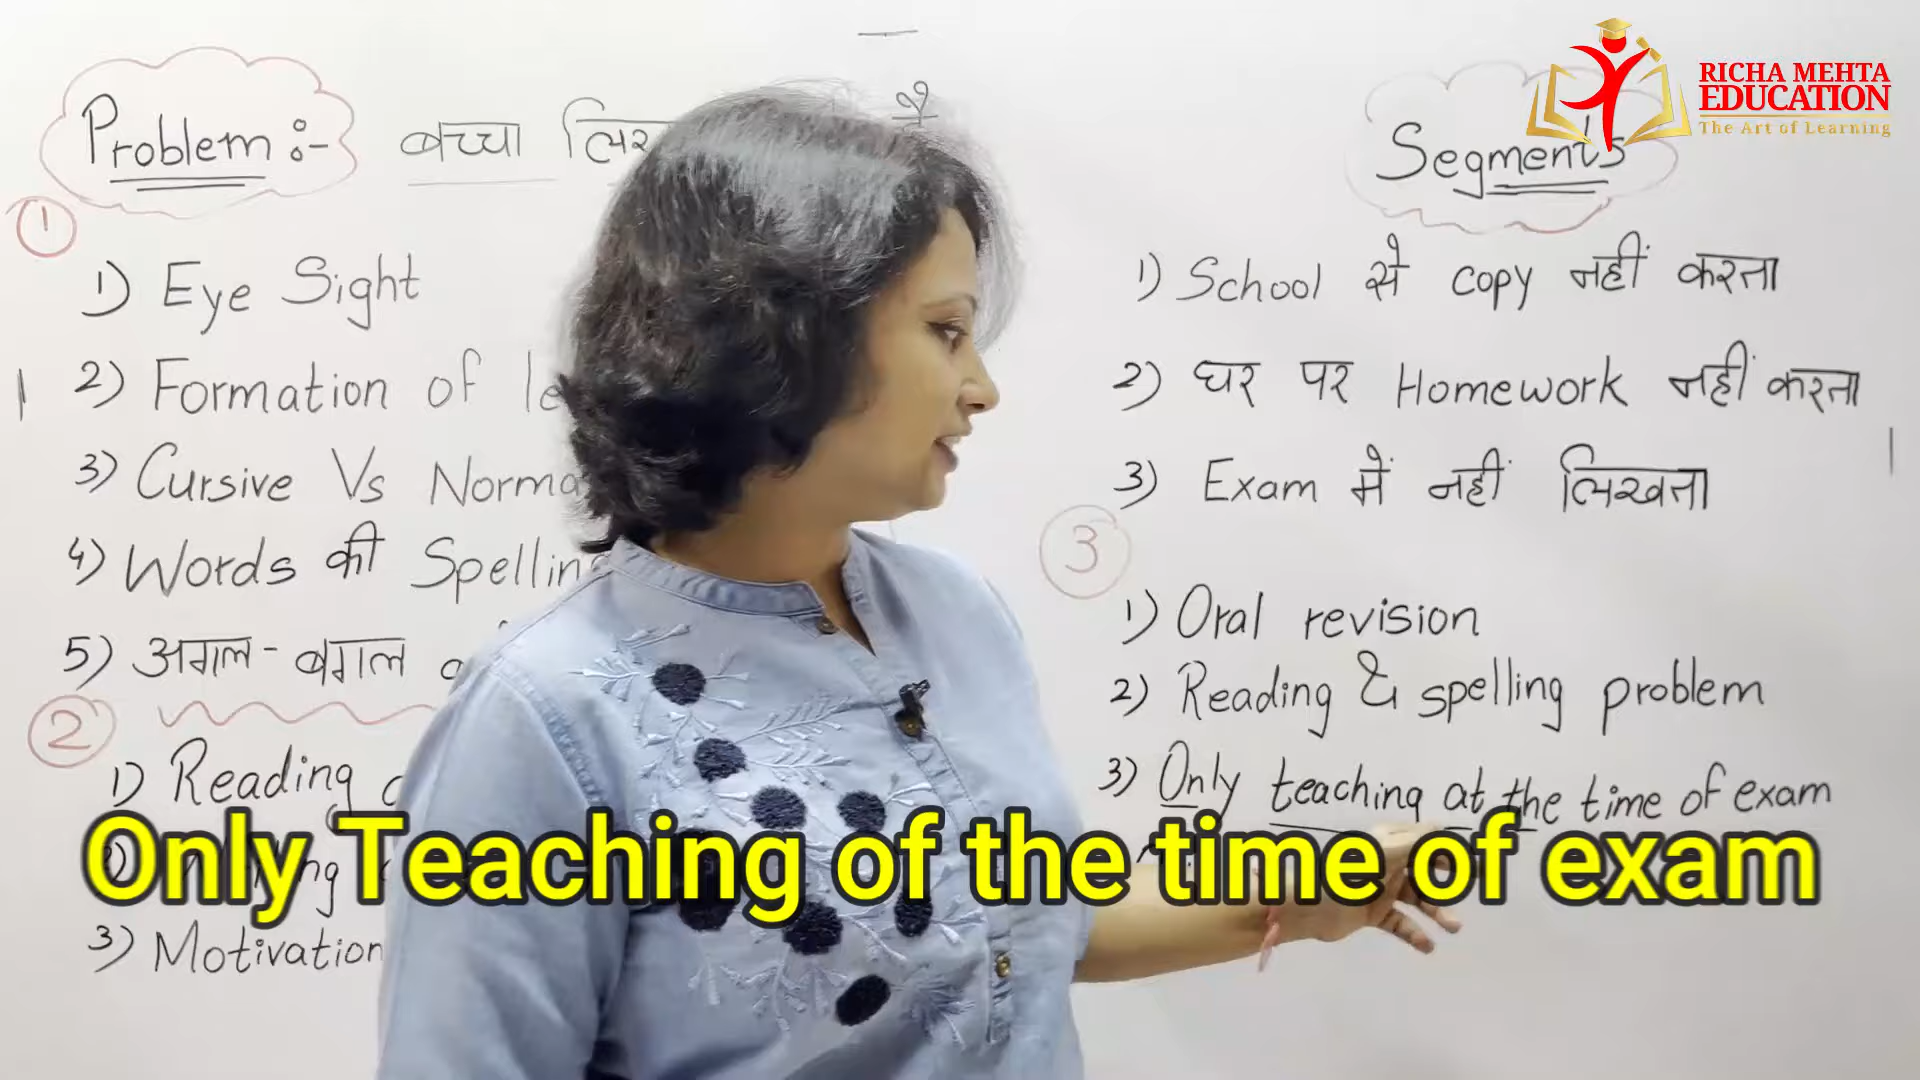 Problem :-
बच्चा
①
1) Eye Sight
2) Formation of
3) Cursive Vs
4) Words की Spelling
5) अगल - बगल
②
1) Reading
3) Motivation
RICHA MEHTA
EDUCATION
The Art of Learning
Segments
1) School से copy नहीं करता
2) घर पर Homework नहीं करता
3) Exam में नहीं लिखता
③
1) Oral revision
2) Reading & spelling problem
3) Only teaching at the time of exam
Only Teaching of the time of exam